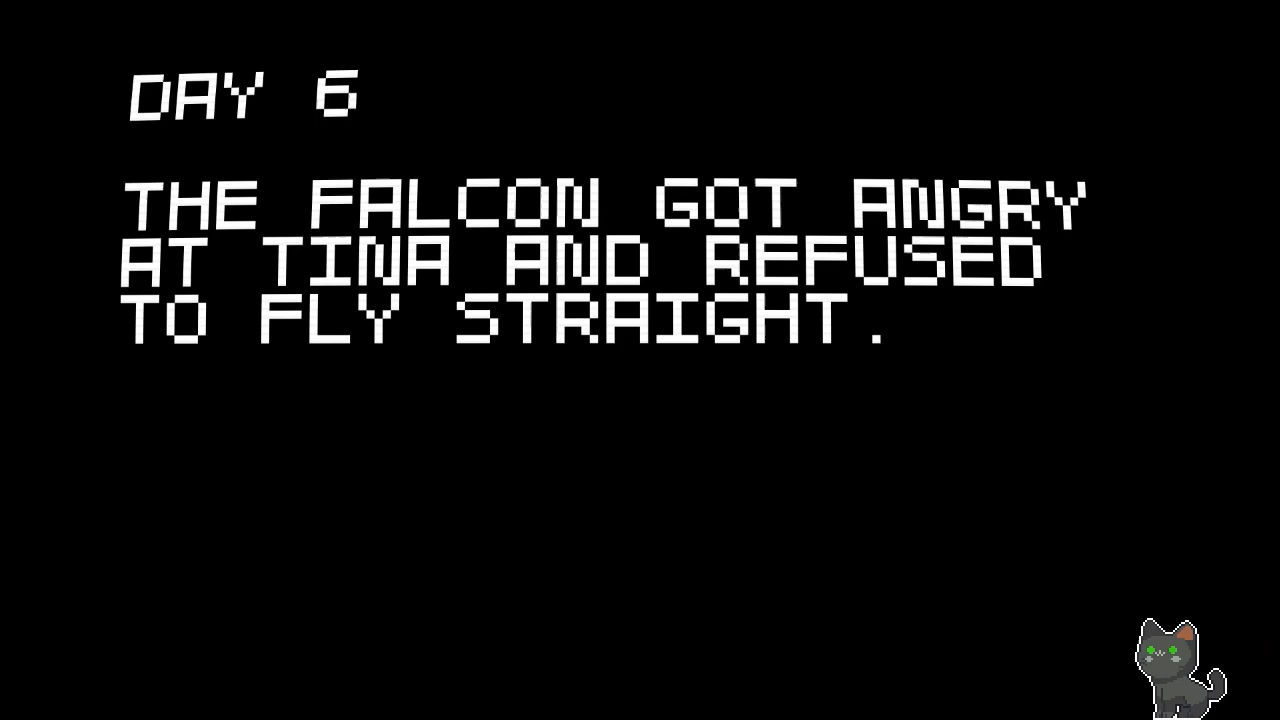 DAY 6
THE FALCON GOT ANGRY
AT TINA AND REFUSED
TO FLY STRAIGHT.